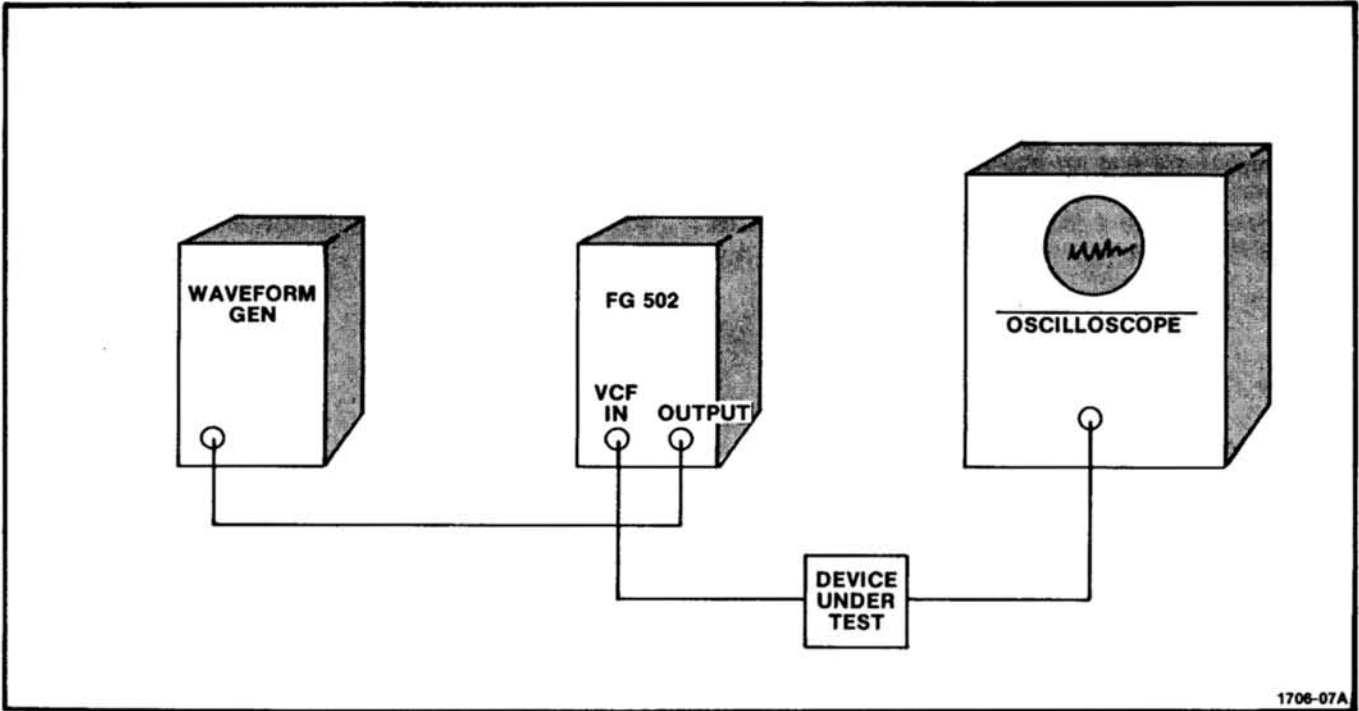 WAVEFORM
GEN
FG 502
VCF
IN OUTPUT
OSCILLOSCOPE
DEVICE
UNDER
TEST
1706-07A